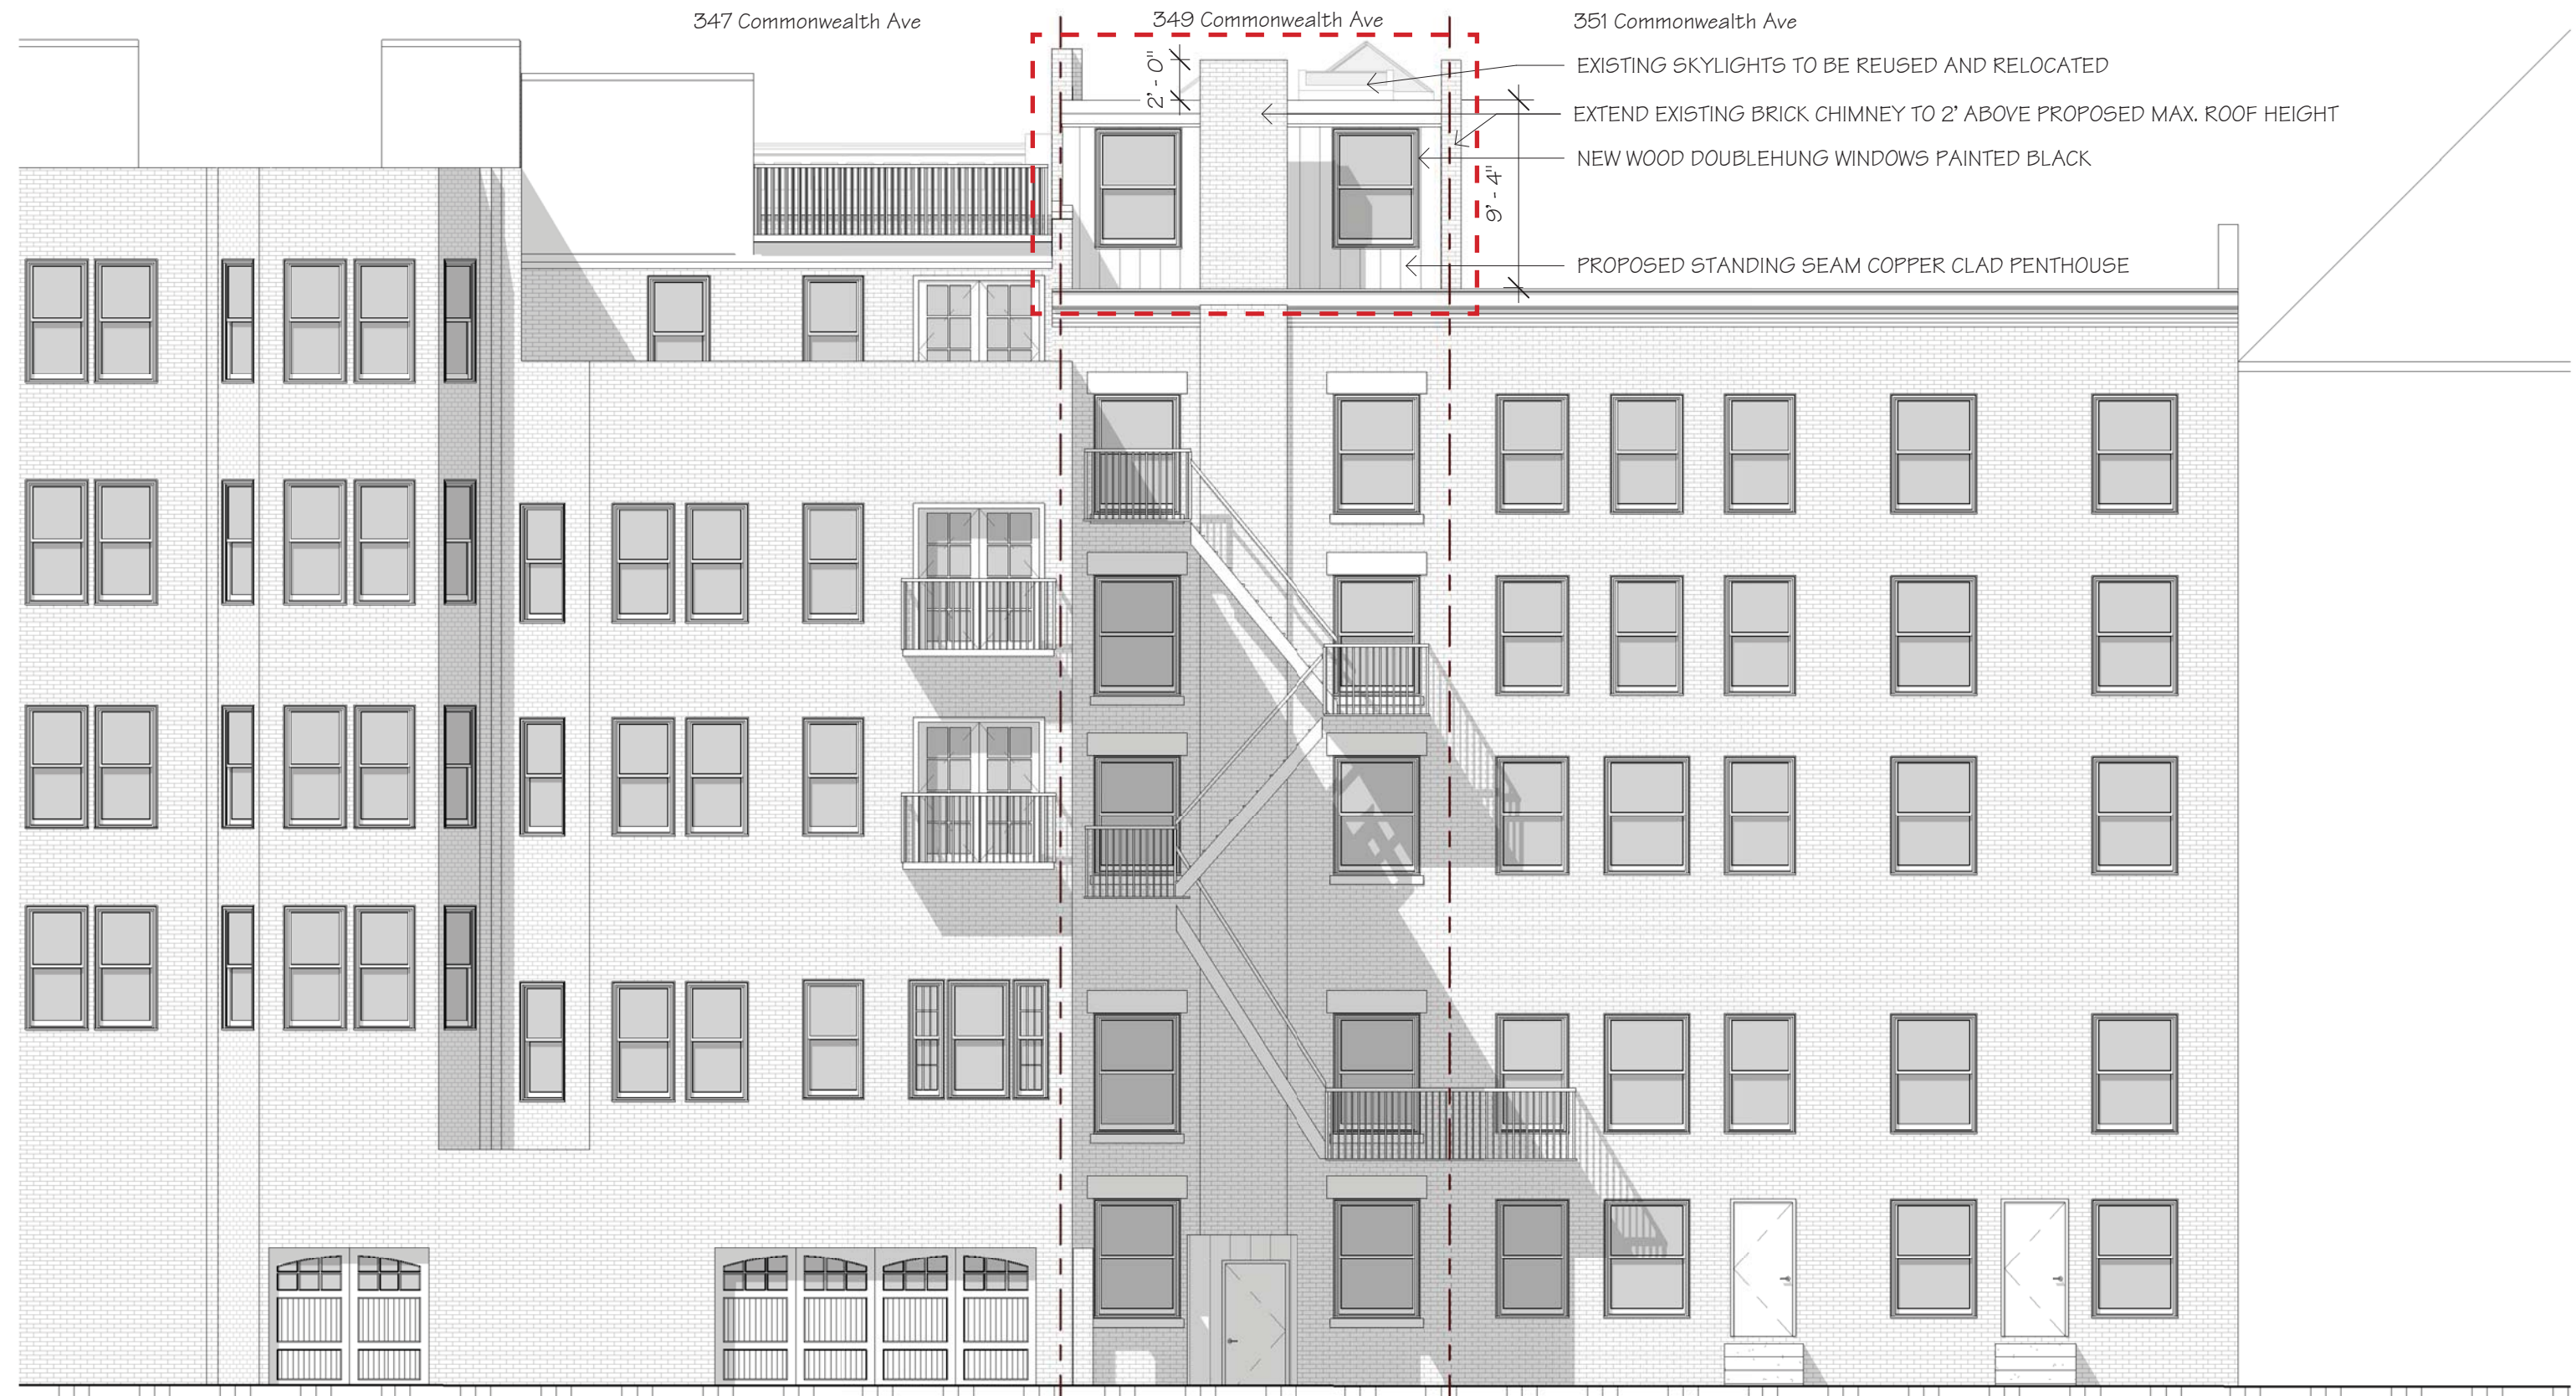 347 Commonwealth Ave
349 Commonwealth Ave
351 Commonwealth Ave
2' - 0"
EXISTING SKYLIGHTS TO BE REUSED AND RELOCATED
EXTEND EXISTING BRICK CHIMNEY TO 2' ABOVE PROPOSED MAX. ROOF HEIGHT
NEW WOOD DOUBLEHUNG WINDOWS PAINTED BLACK
9' - 4"
PROPOSED STANDING SEAM COPPER CLAD PENTHOUSE